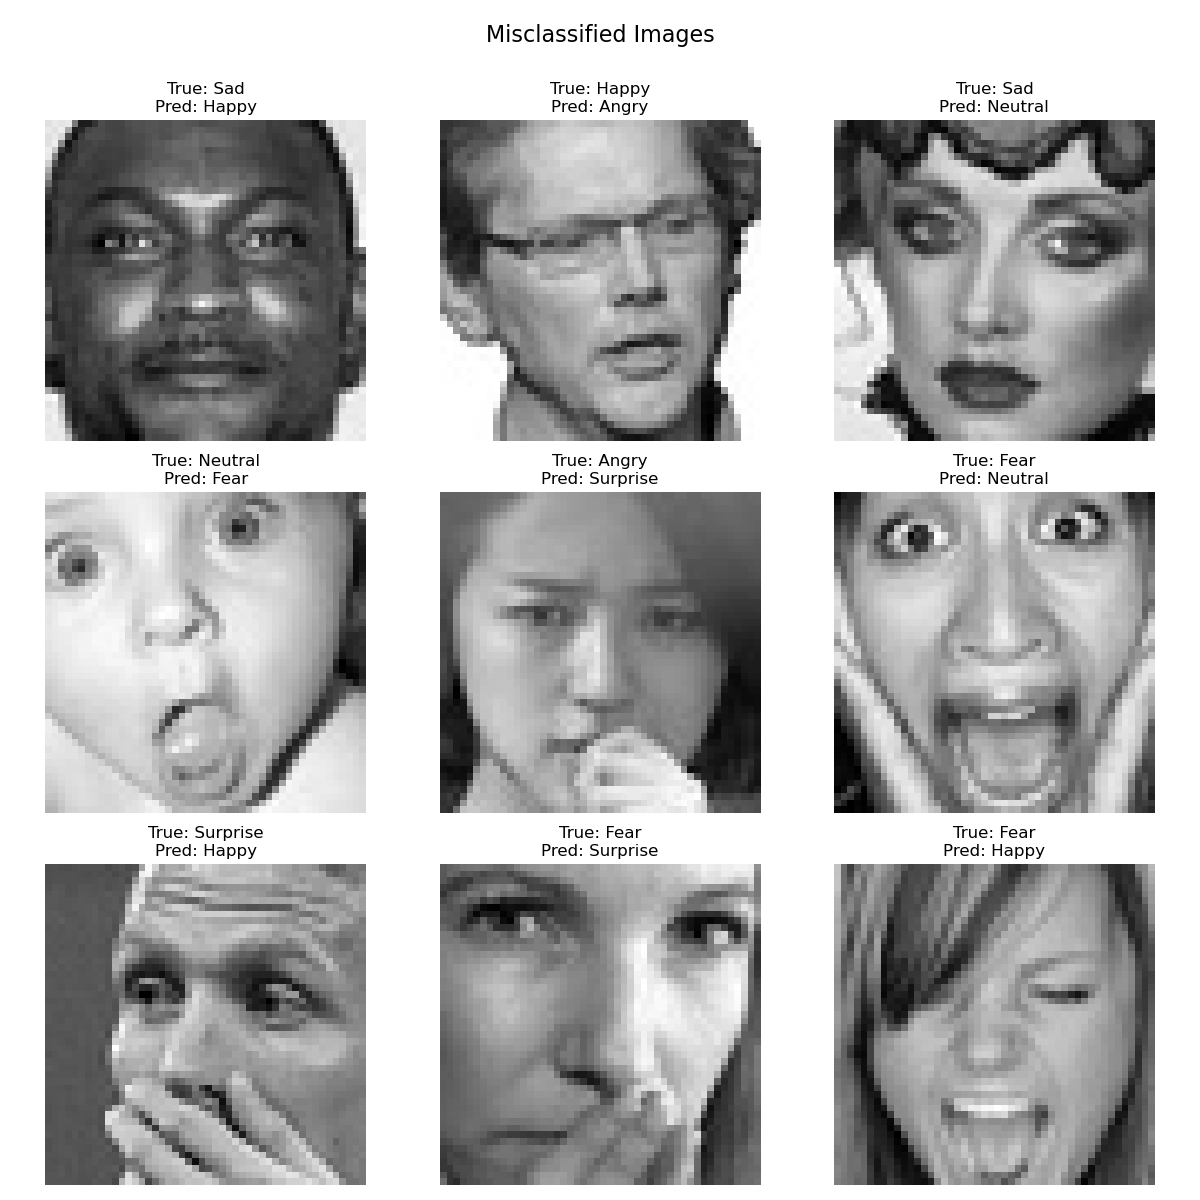 Misclassified Images
True: Sad
Pred: Happy
True: Happy
Pred: Angry
True: Sad
Pred: Neutral
True: Neutral
Pred: Fear
True: Angry
Pred: Surprise
True: Fear
Pred: Neutral
True: Surprise
Pred: Happy
True: Fear
Pred: Surprise
True: Fear
Pred: Happy